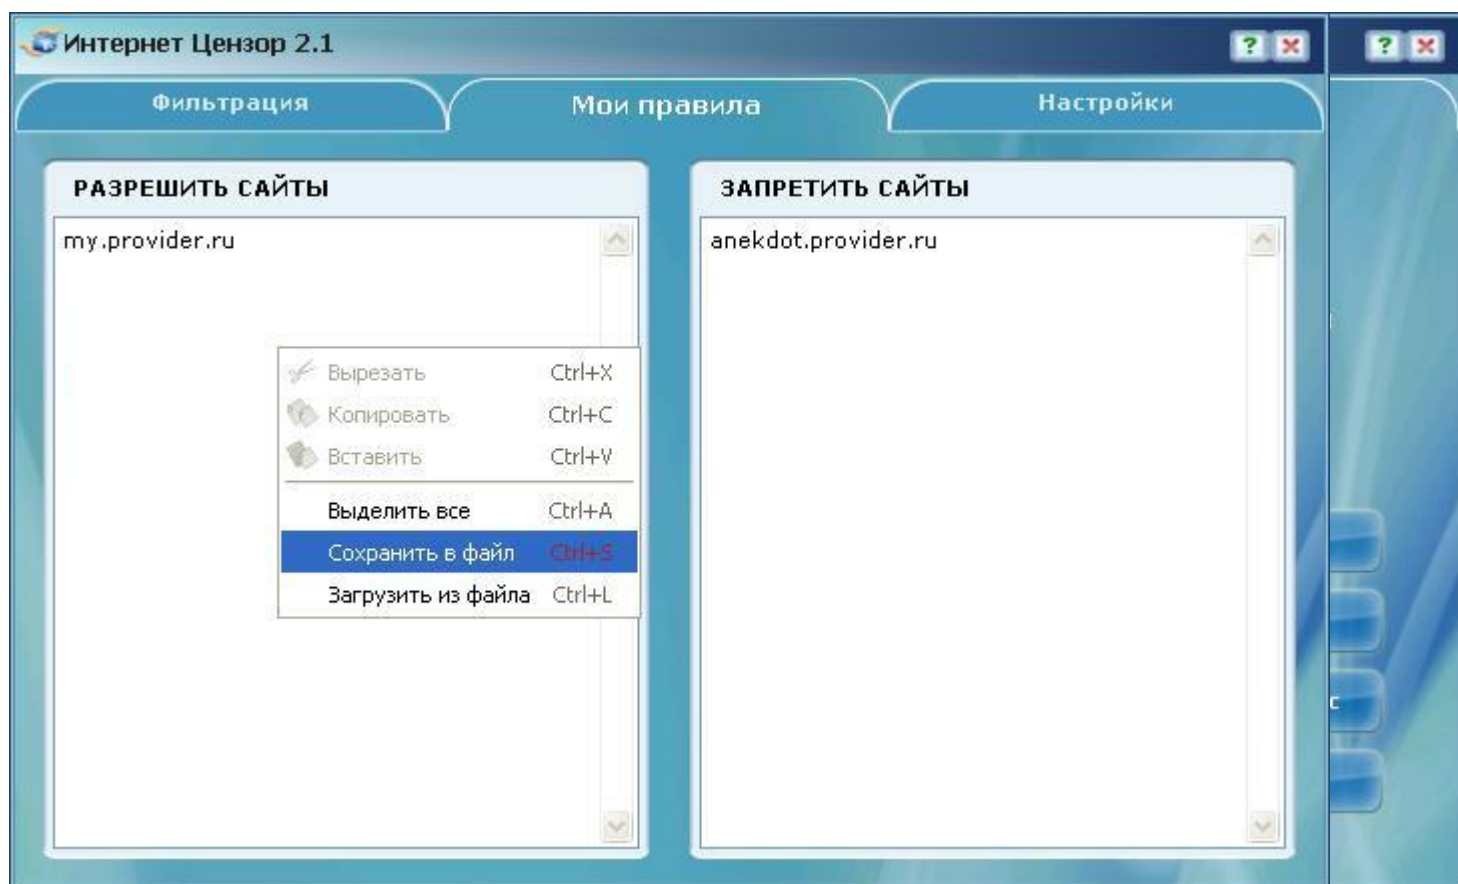 Интернет Цензор 2.1
Фильтрация
Мои правила
Настройки
РАЗРЕШИТЬ САЙТЫ
my.provider.ru
Вырезать Ctrl+X
Копировать Ctrl+C
Вставить Ctrl+V
Выделить все Ctrl+A
Сохранить в файл Ctrl+S
Загрузить из файла Ctrl+L
ЗАПРЕТИТЬ САЙТЫ
anekdot.provider.ru
с